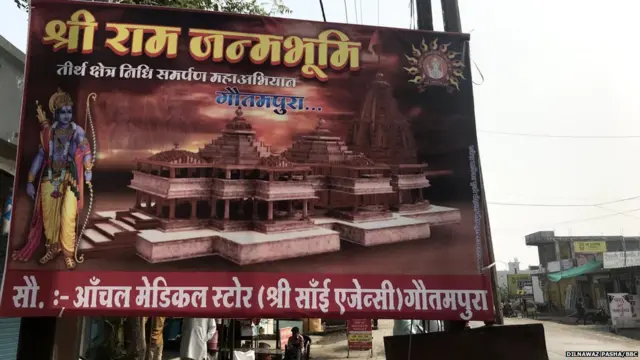 श्री राम जन्मभूमि
तीर्थ क्षेत्र निधि समर्पण महाअभियान
गौतमपुरा...
सौ. :- आँचल मेडिकल स्टोर (श्री साँई एजेन्सी) गौतमपुरा
DILNAWAZ PASHA/BBC